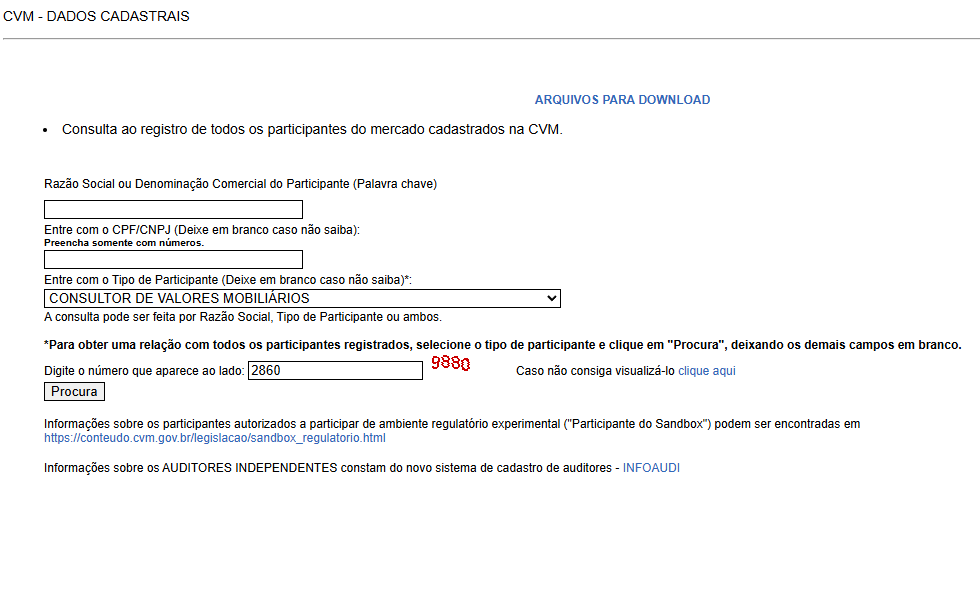 CVM - DADOS CADASTRAIS
ARQUIVOS PARA DOWNLOAD
• Consulta ao registro de todos os participantes do mercado cadastrados na CVM.
Razão Social ou Denominação Comercial do Participante (Palavra chave)
Entre com o CPF/CNPJ (Deixe em branco caso não saiba):
Preencha somente com números.
Entre com o Tipo de Participante (Deixe em branco caso não saiba)*:
CONSULTOR DE VALORES MOBILIÁRIOS
A consulta pode ser feita por Razão Social, Tipo de Participante ou ambos.
*Para obter uma relação com todos os participantes registrados, selecione o tipo de participante e clique em "Procura", deixando os demais campos em branco.
Digite o número que aparece ao lado: 2860 9880 Caso não consiga visualizá-lo clique aqui
Procura
Informações sobre os participantes autorizados a participar de ambiente regulatório experimental ("Participante do Sandbox") podem ser encontradas em
https://conteudo.cvm.gov.br/legislacao/sandbox_regulatorio.html
Informações sobre os AUDITORES INDEPENDENTES constam do novo sistema de cadastro de auditores - INFOAUDI